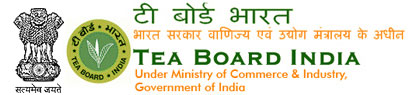 टी बोर्ड भारत
भारत सरकार वाणिज्य एवं उद्योग मंत्रालय के अधीन
TEA BOARD INDIA
Under Ministry of Commerce & Industry,
Government of India
सत्यमेव जयते
टी बोर्ड • भारत
TEA BOARD • INDIA